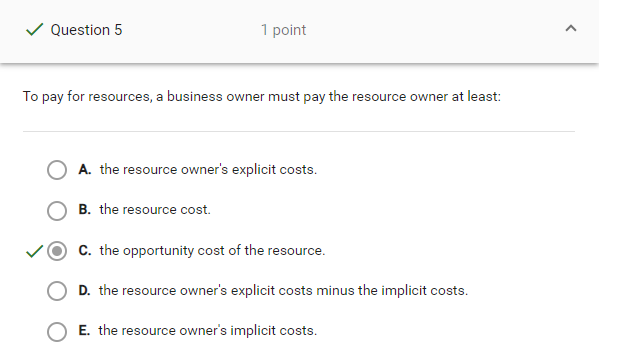 Question 5 1 point
To pay for resources, a business owner must pay the resource owner at least:
A. the resource owner's explicit costs.
B. the resource cost.
C. the opportunity cost of the resource.
D. the resource owner's explicit costs minus the implicit costs.
E. the resource owner's implicit costs.